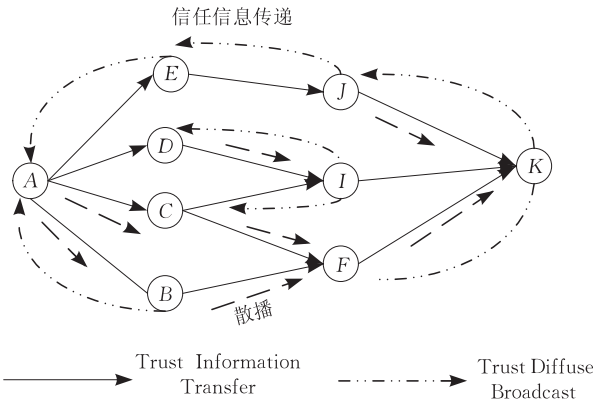 信任信息传递
E
J
D
A
I
K
C
F
B
散播
Trust Information
Transfer
Trust Diffuse
Broadcast